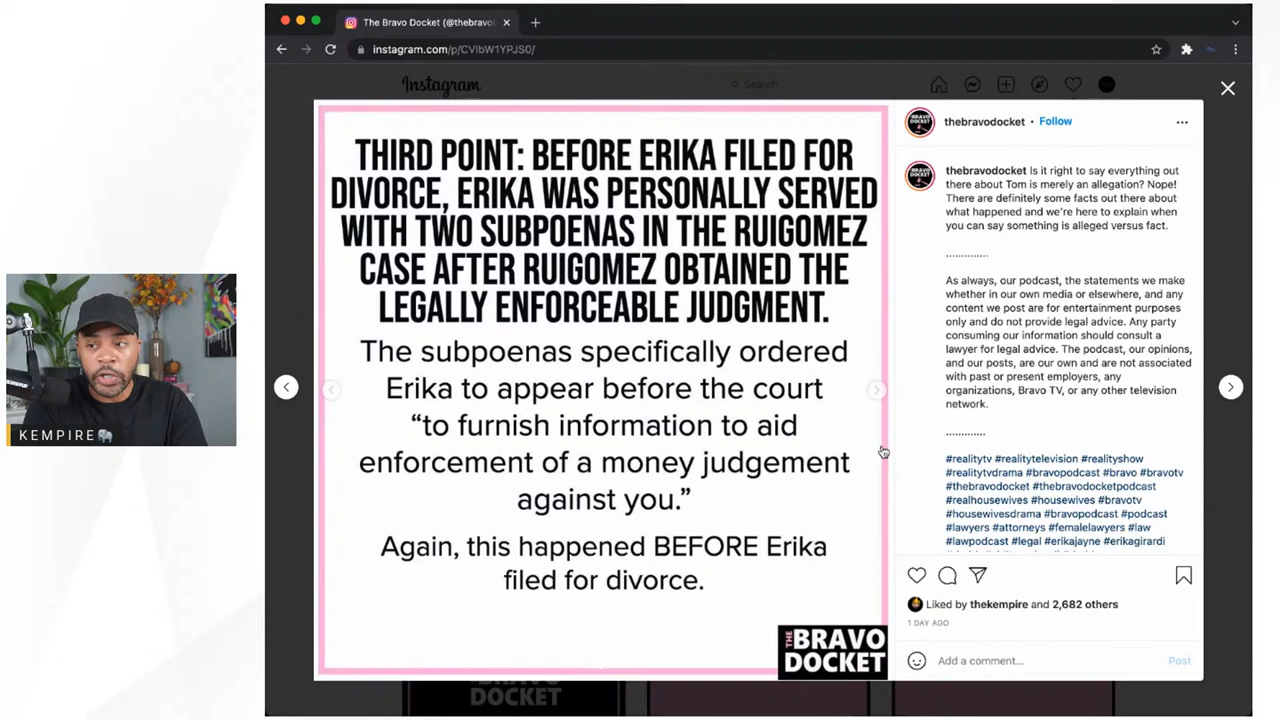 The Bravo Docket (@thebravodoc
instagram.com/p/CVIbW1YPJS0/
Instagram
Search
THIRD POINT: BEFORE ERIKA FILED FOR
DIVORCE, ERIKA WAS PERSONALLY SERVED
WITH TWO SUBPOENAS IN THE RUIGOMEZ
CASE AFTER RUIGOMEZ OBTAINED THE
LEGALLY ENFORCEABLE JUDGMENT.
The subpoenas specifically ordered
Erika to appear before the court
“to furnish information to aid
enforcement of a money judgement
against you.”
Again, this happened BEFORE Erika
filed for divorce.
THE BRAVO
DOCKET
thebravodocket • Follow
thebravodocket Is it right to say everything out
there about Tom is merely an allegation? Nope!
There are definitely some facts out there about
what happened and we're here to explain when
you can say something is alleged versus fact.
.............
As always, our podcast, the statements we make
whether in our own media or elsewhere, and any
content we post are for entertainment purposes
only and do not provide legal advice. Any party
consuming our information should consult a
lawyer for legal advice. The podcast, our opinions,
and our posts, are our own and are not associated
with past or present employers, any
organizations, Bravo TV, or any other television
network.
.............
#realitytv #realitytelevision #realityshow
#realitytvdrama #bravopodcast #bravo #bravotv
#thebravodocket #thebravodocketpodcast
#realhousewives #housewives #bravotv
#housewivesdrama #bravopodcast #podcast
#lawyers #attorneys #femalelawyers #law
#lawpodcast #legal #erikajayne #erikagirardi
Liked by thekempire and 2,682 others
1 DAY AGO
Add a comment...
Post
KEMPIRE
BRAVO
DOCKET